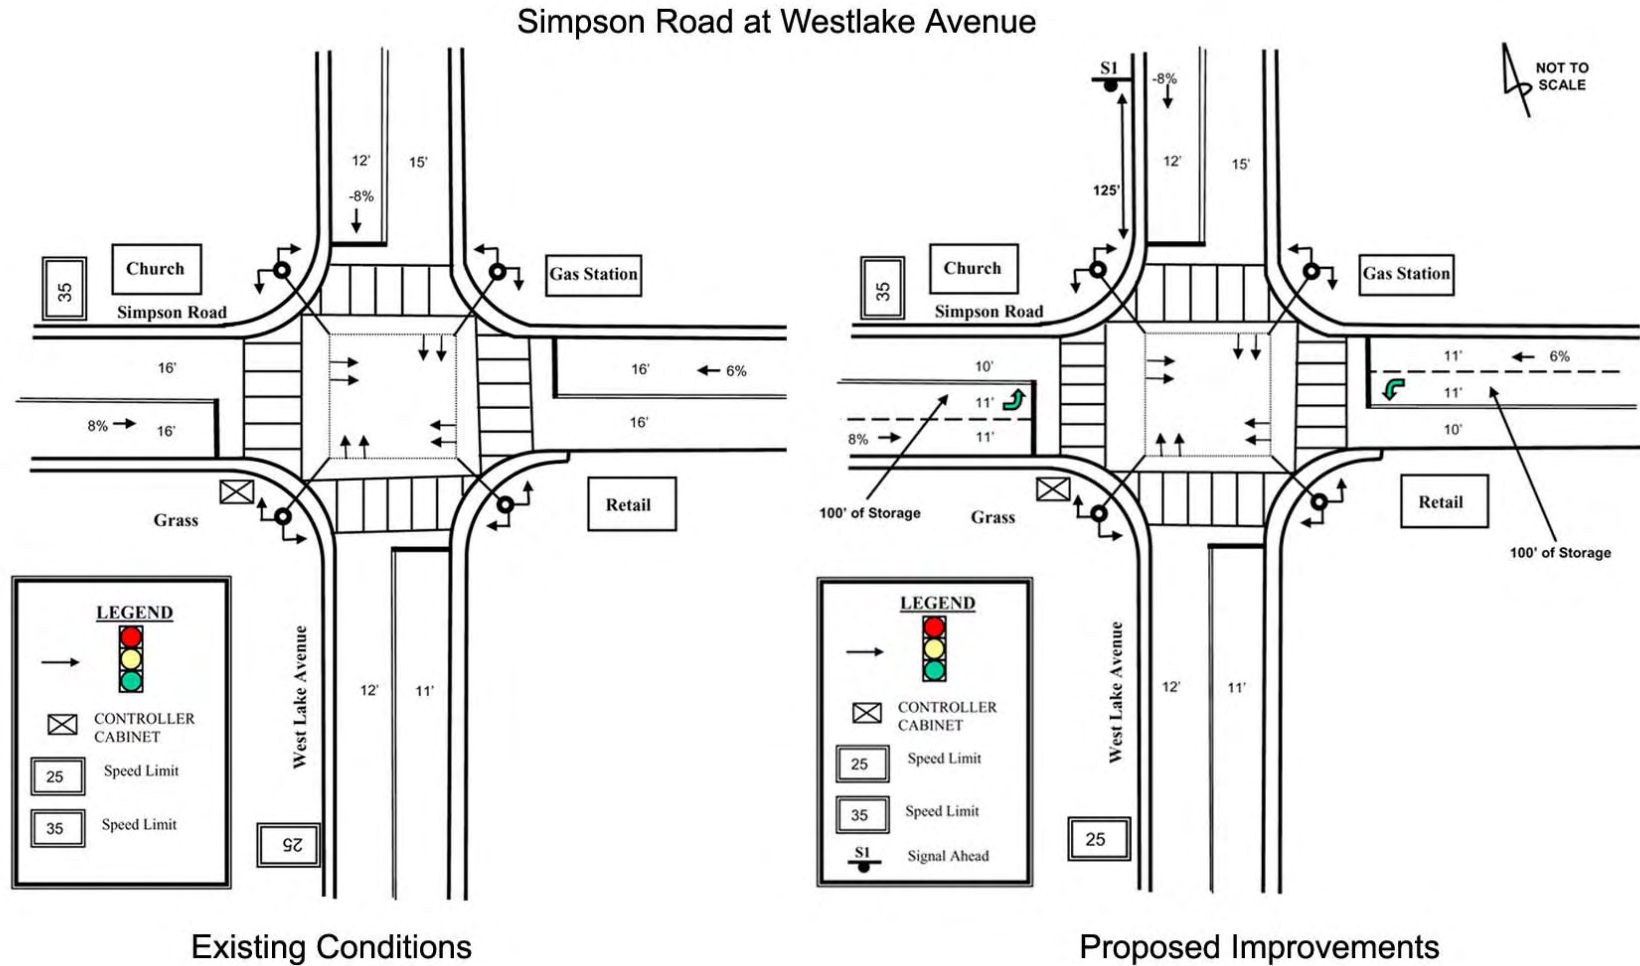 Simpson Road at Westlake Avenue
12'
15'
-8%
35
Church
Gas Station
Simpson Road
16'
16'
6%
8%
16'
16'
Grass
Retail
LEGEND
CONTROLLER
CABINET
25
Speed Limit
35
Speed Limit
West Lake Avenue
12'
11'
25
Existing Conditions
S1
-8%
NOT TO
SCALE
12'
15'
125'
35
Church
Gas Station
Simpson Road
10'
11'
6%
11'
11'
8%
11'
10'
100' of Storage
Grass
Retail
100' of Storage
LEGEND
CONTROLLER
CABINET
25
Speed Limit
35
Speed Limit
S1
Signal Ahead
West Lake Avenue
12'
11'
25
Proposed Improvements